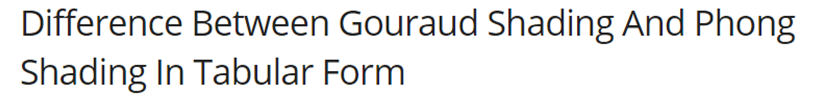 Difference Between Gouraud Shading And Phong
Shading In Tabular Form